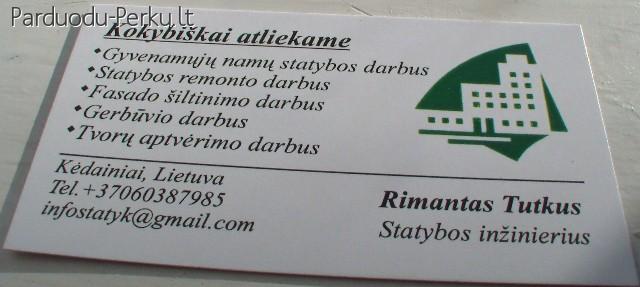 Parduodu-Perku.lt
Kokybiškai atliekame
Gyvenamujų namų statybos darbus
Statybos remonto darbus
Fasado šiltinimo darbus
Gerbūvio darbus
Tvorų aptvėrimo darbus
Kėdainiai, Lietuva
Tel.+37060387985
infostatyk@gmail.com
Rimantas Tutkus
Statybos inžinierius